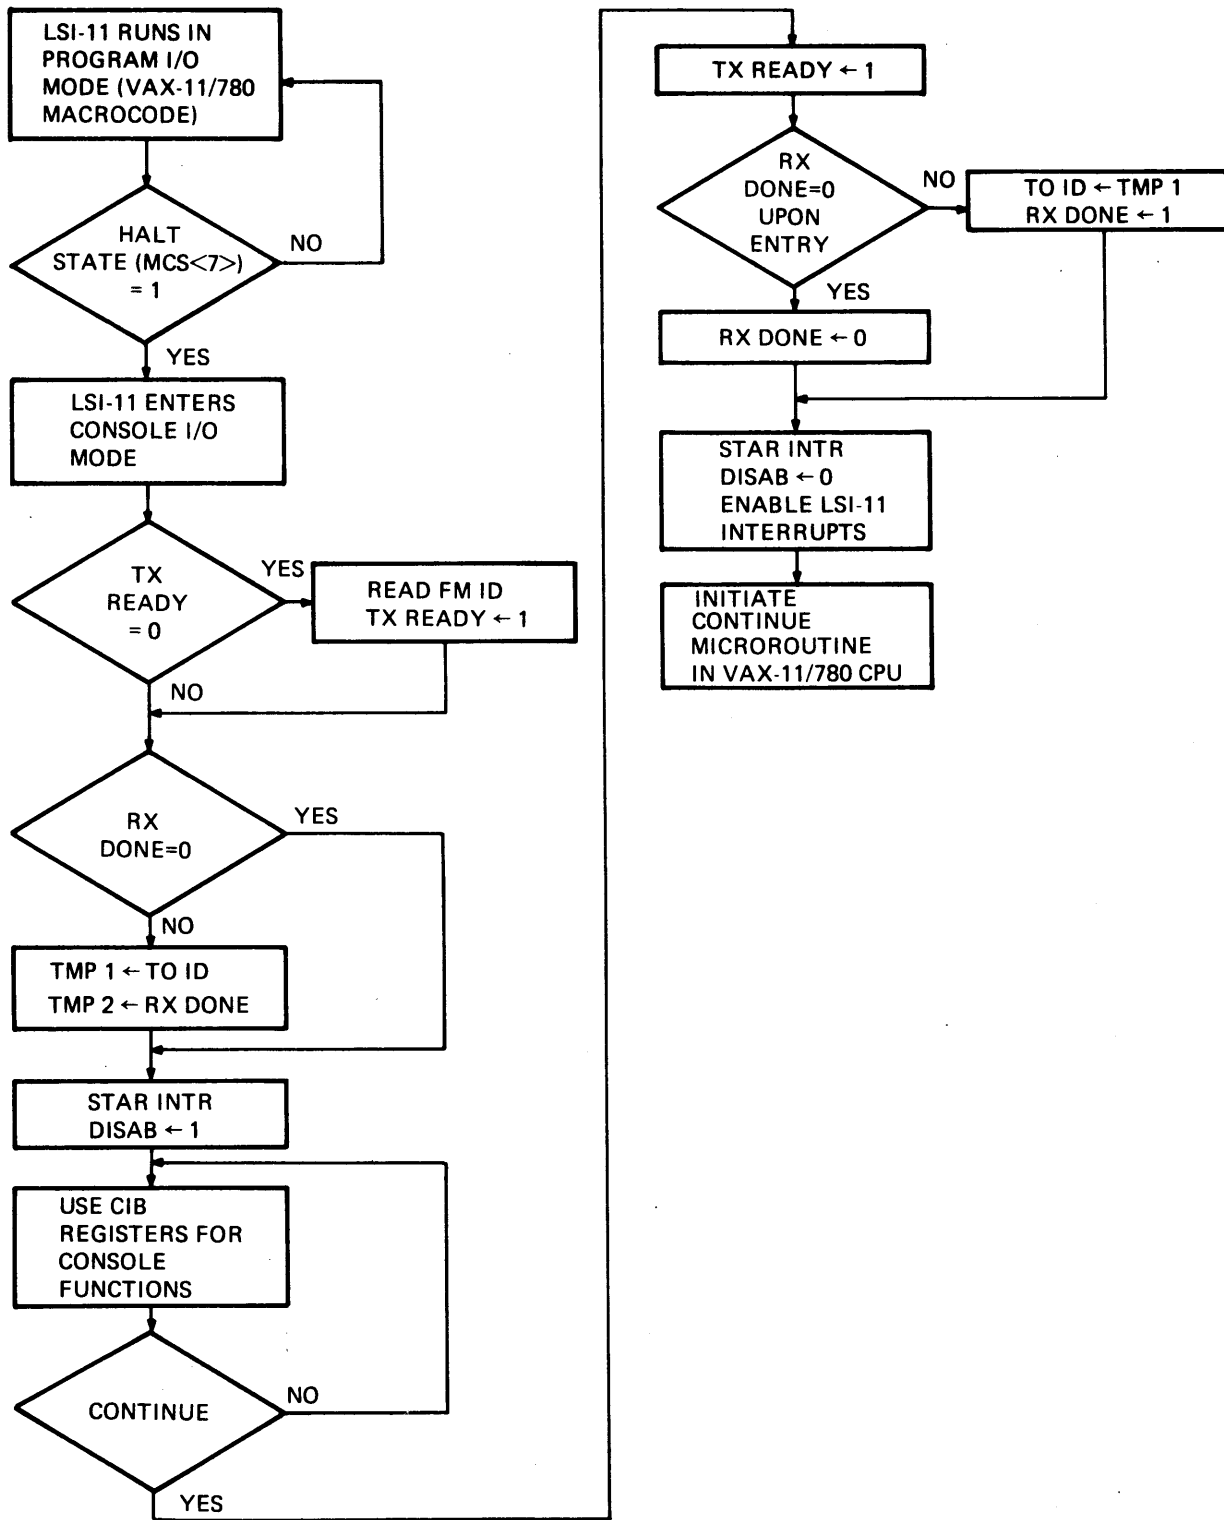 LSI-11 RUNS IN
PROGRAM I/O
MODE (VAX-11/780
MACROCODE)
HALT
STATE (MCS<7>)
= 1
NO
YES
LSI-11 ENTERS
CONSOLE I/O
MODE
TX
READY
= 0
YES
READ FM ID
TX READY ← 1
NO
RX
DONE=0
YES
NO
TMP 1 ← TO ID
TMP 2 ← RX DONE
STAR INTR
DISAB ← 1
USE CIB
REGISTERS FOR
CONSOLE
FUNCTIONS
CONTINUE
NO
YES
TX READY ← 1
RX
DONE=0
UPON
ENTRY
NO
TO ID ← TMP 1
RX DONE ← 1
YES
RX DONE ← 0
STAR INTR
DISAB ← 0
ENABLE LSI-11
INTERRUPTS
INITIATE
CONTINUE
MICROROUTINE
IN VAX-11/780 CPU